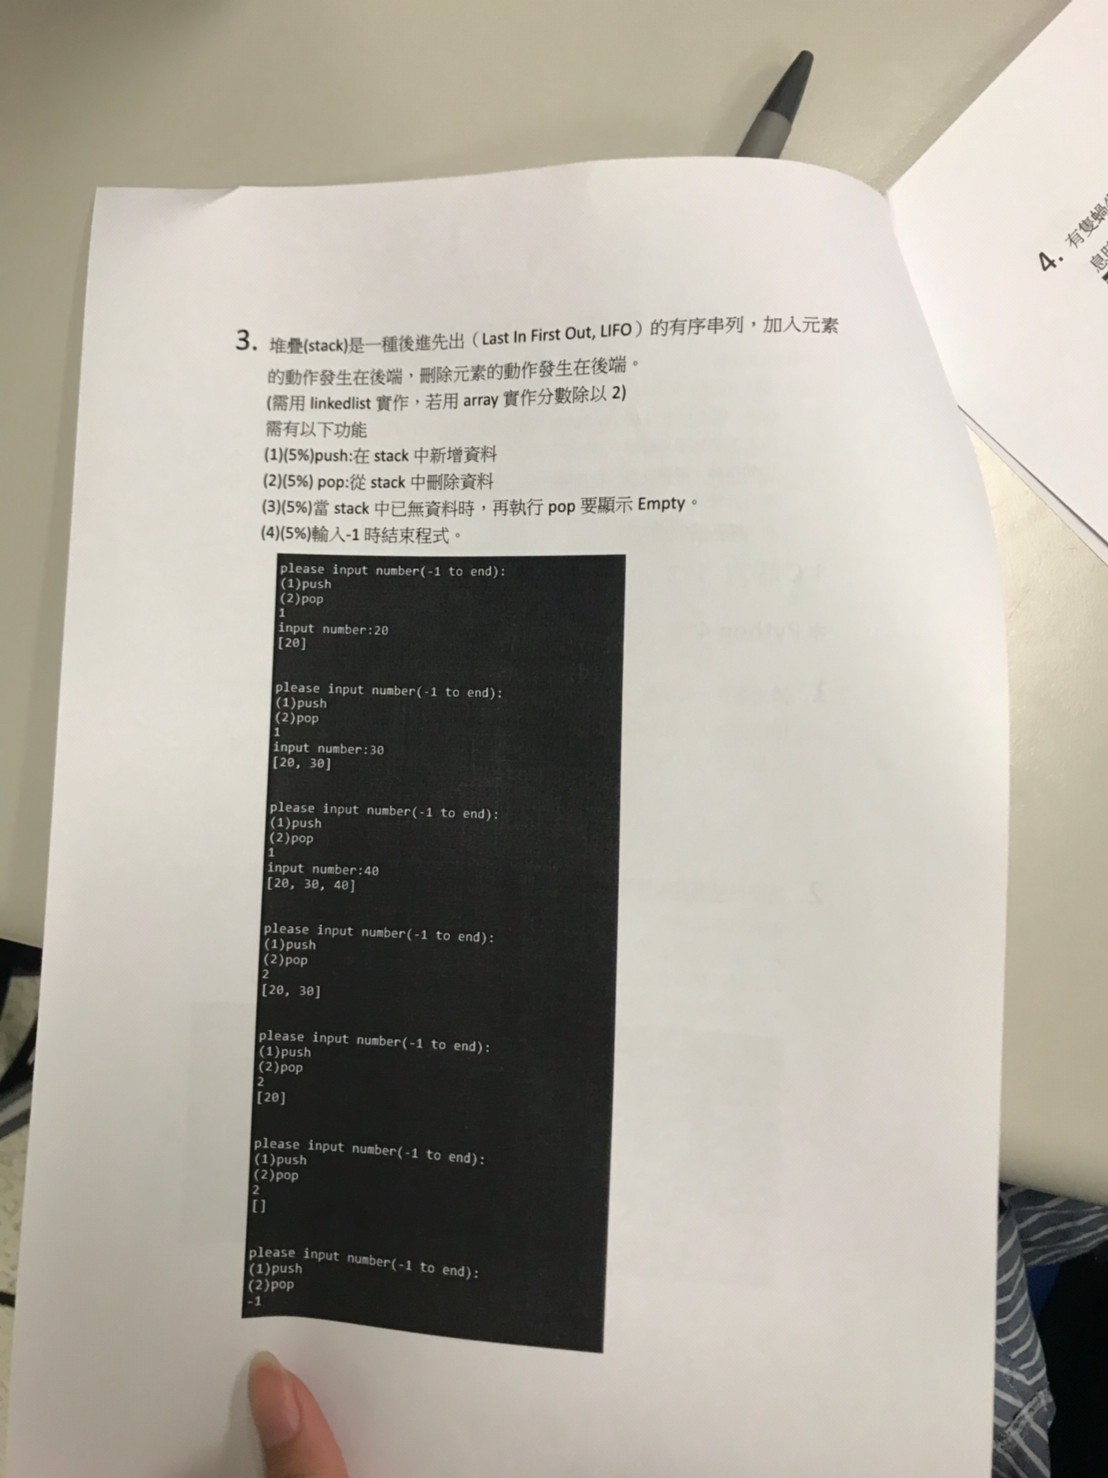 3. 堆疊(stack)是一種後進先出（Last In First Out, LIFO）的有序串列，加入元素
的動作發生在後端，刪除元素的動作發生在後端。
(需用 linkedlist 實作，若用 array 實作分數除以 2)
需有以下功能
(1)(5%)push:在 stack 中新增資料
(2)(5%) pop:從 stack 中刪除資料
(3)(5%)當 stack 中已無資料時，再執行 pop 要顯示 Empty。
(4)(5%)輸入-1 時結束程式。
please input number(-1 to end):
(1)push
(2)pop
1
input number:20
[20]
please input number(-1 to end):
(1)push
(2)pop
1
input number:30
[20, 30]
please input number(-1 to end):
(1)push
(2)pop
1
input number:40
[20, 30, 40]
please input number(-1 to end):
(1)push
(2)pop
2
[20, 30]
please input number(-1 to end):
(1)push
(2)pop
2
[20]
please input number(-1 to end):
(1)push
(2)pop
2
[]
please input number(-1 to end):
(1)push
(2)pop
-1
4. 有隻蝸